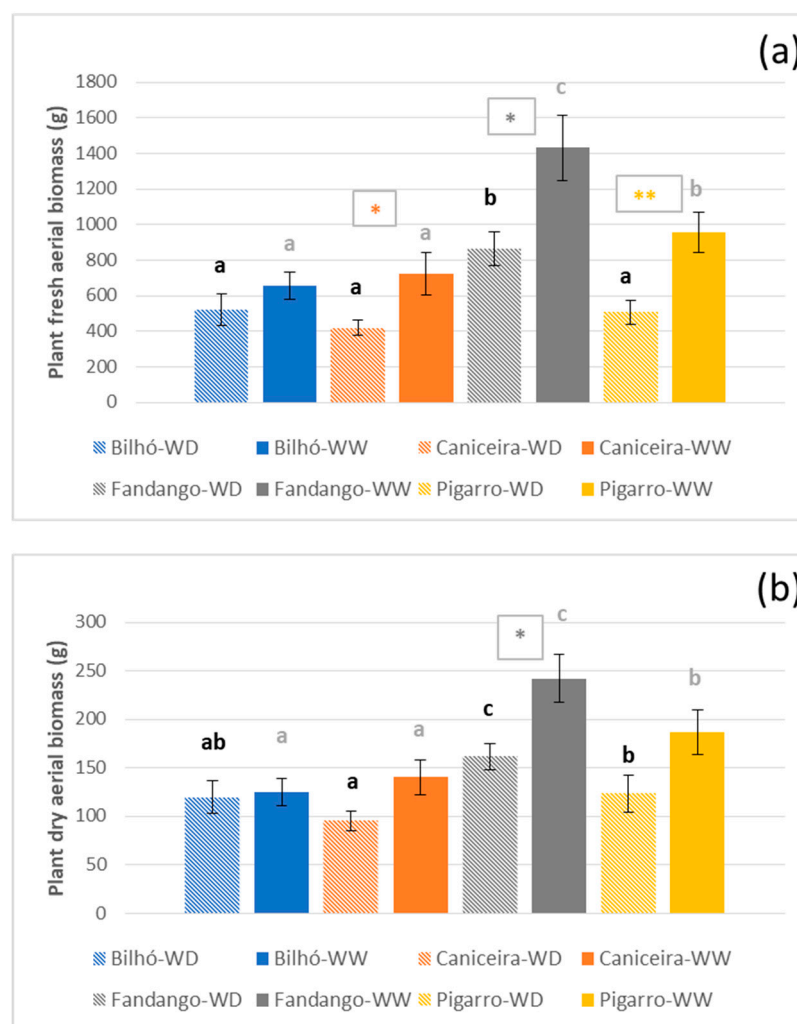 (a)
Plant fresh aerial biomass (g)
1800
1600
1400
1200
1000
800
600
400
200
0
a
a
*
a
a
b
*
c
**
a
b
Bilhó-WD Bilhó-WW Caniceira-WD Caniceira-WW
Fandango-WD Fandango-WW Pigarro-WD Pigarro-WW
(b)
Plant dry aerial biomass (g)
300
250
200
150
100
50
0
ab
a
a
a
c
*
c
b
b
Bilhó-WD Bilhó-WW Caniceira-WD Caniceira-WW
Fandango-WD Fandango-WW Pigarro-WD Pigarro-WW